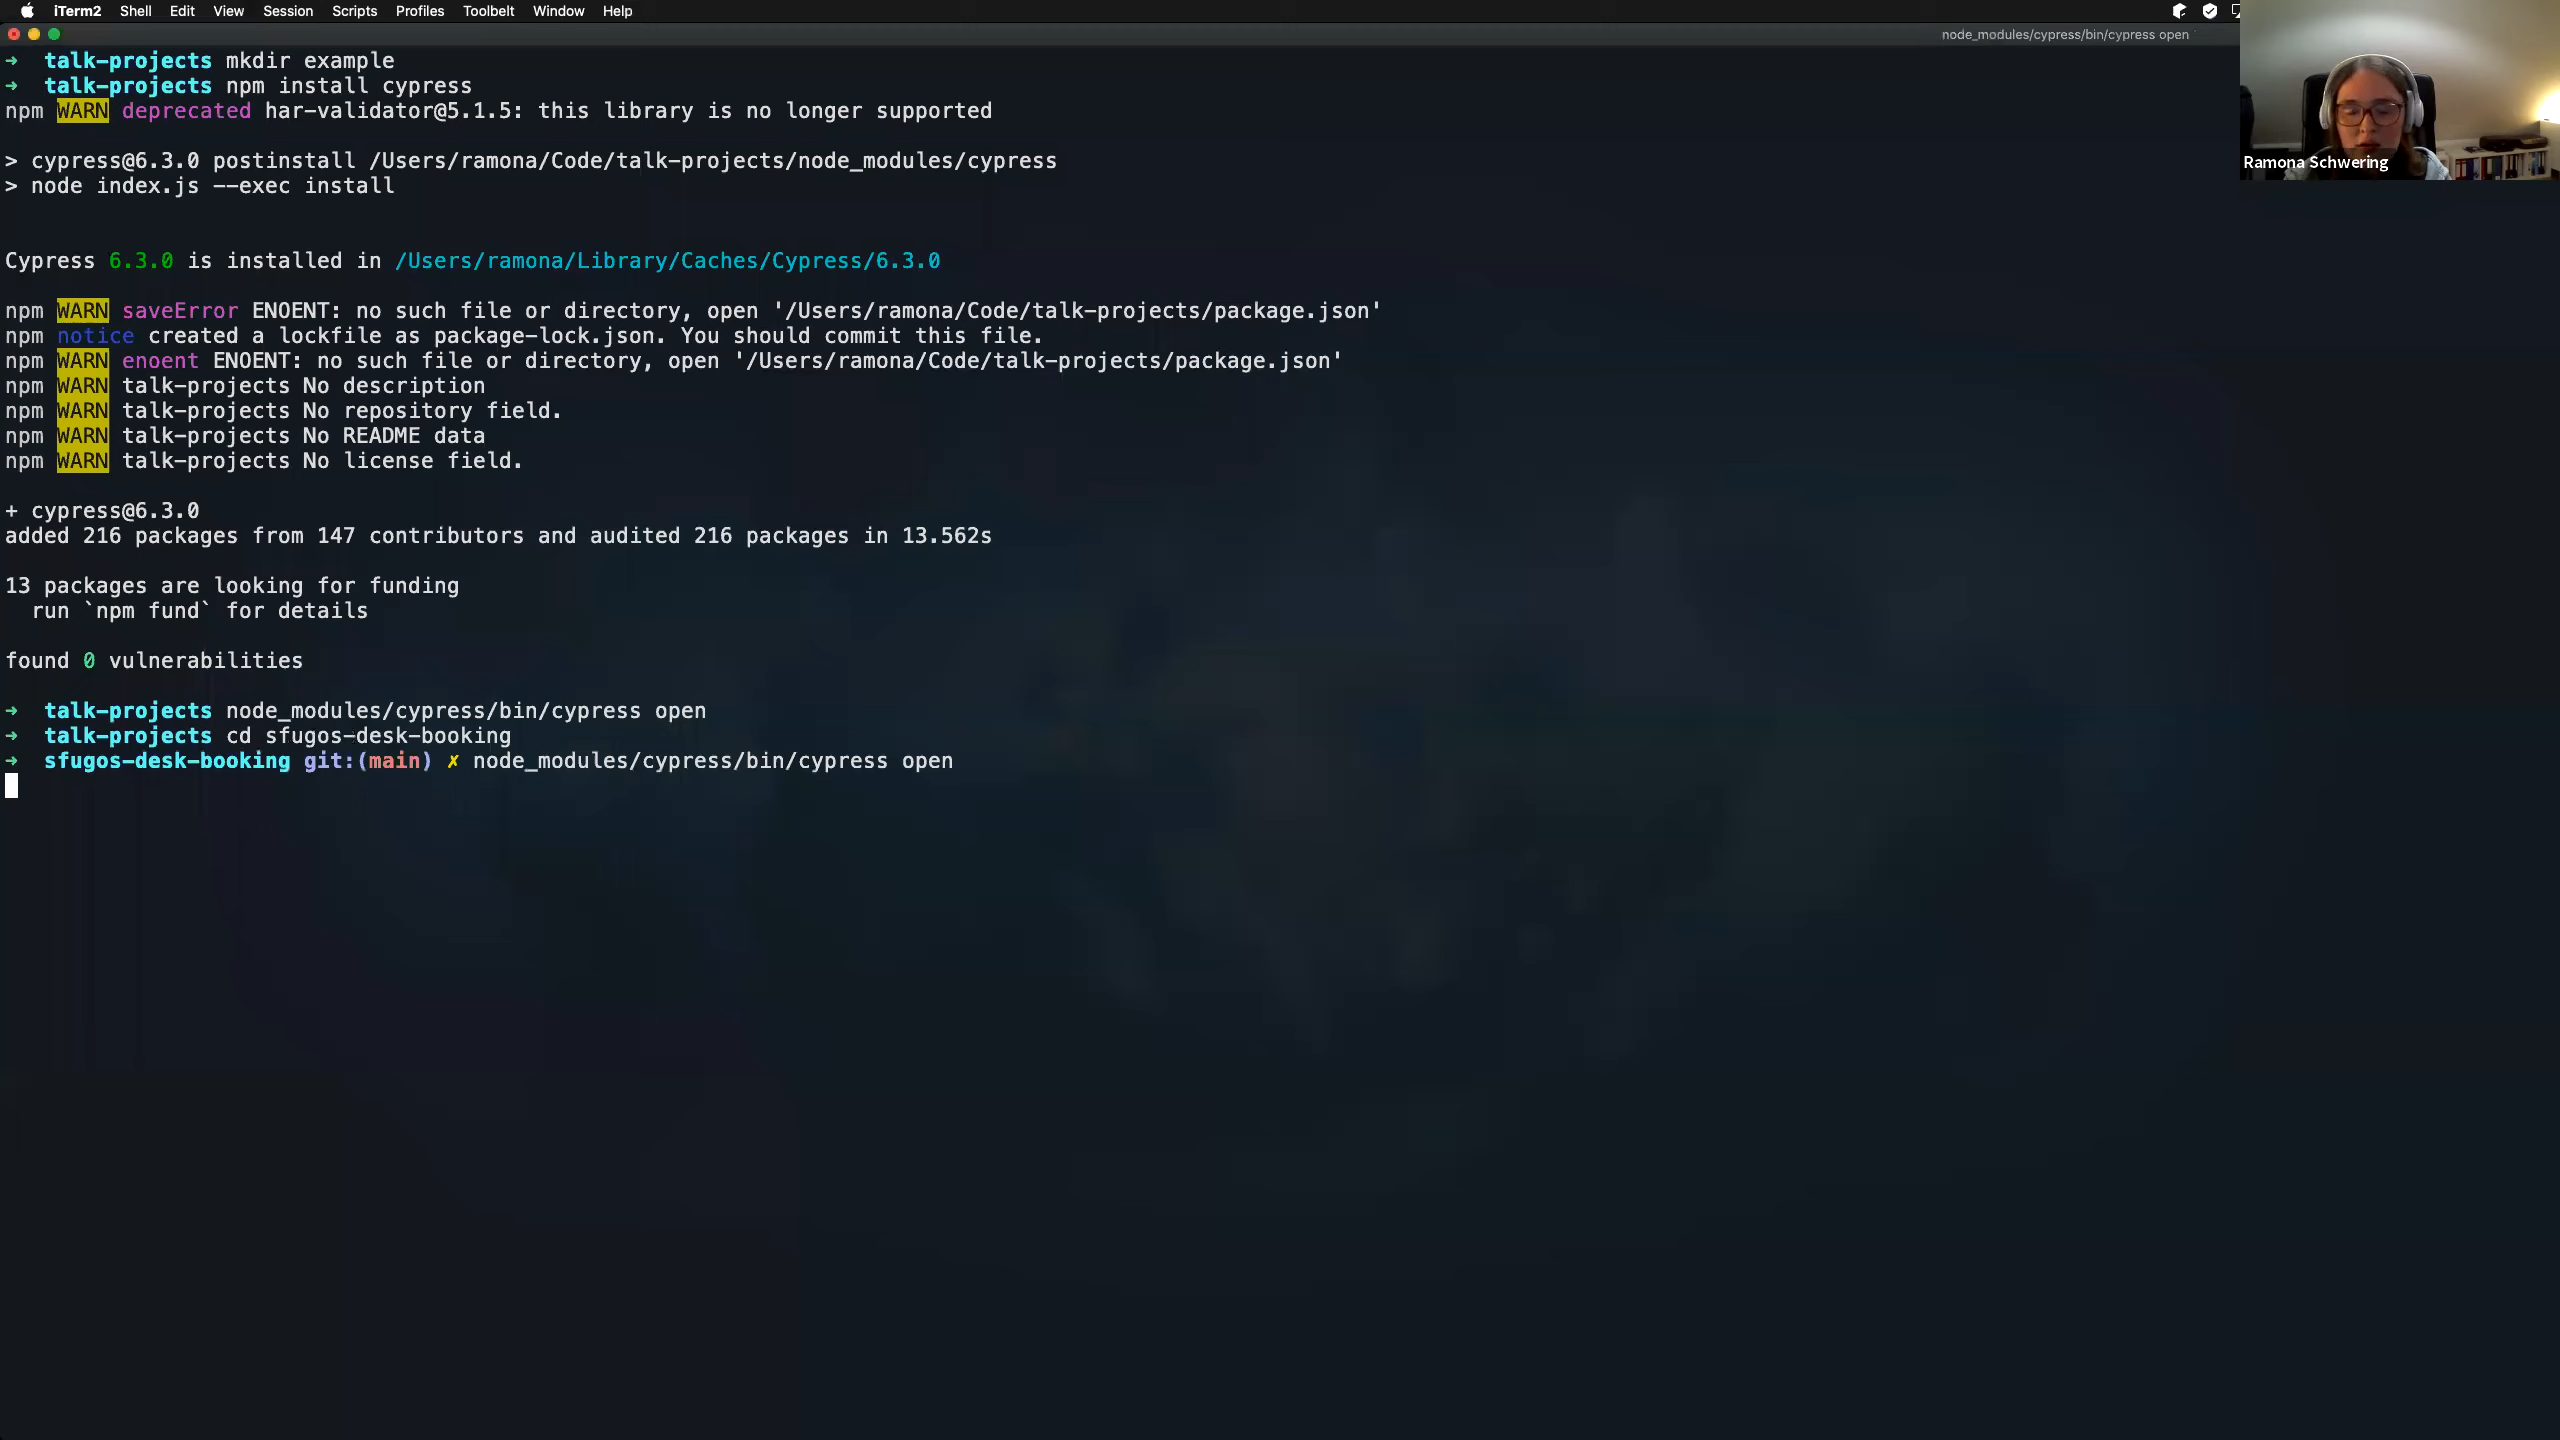 iTerm2 Shell Edit View Session Scripts Profiles Toolbelt Window Help
node_modules/cypress/bin/cypress open
➜ talk-projects mkdir example
➜ talk-projects npm install cypress
npm WARN deprecated har-validator@5.1.5: this library is no longer supported
> cypress@6.3.0 postinstall /Users/ramona/Code/talk-projects/node_modules/cypress
> node index.js --exec install
Cypress 6.3.0 is installed in /Users/ramona/Library/Caches/Cypress/6.3.0
npm WARN saveError ENOENT: no such file or directory, open '/Users/ramona/Code/talk-projects/package.json'
npm notice created a lockfile as package-lock.json. You should commit this file.
npm WARN enoent ENOENT: no such file or directory, open '/Users/ramona/Code/talk-projects/package.json'
npm WARN talk-projects No description
npm WARN talk-projects No repository field.
npm WARN talk-projects No README data
npm WARN talk-projects No license field.
+ cypress@6.3.0
added 216 packages from 147 contributors and audited 216 packages in 13.562s
13 packages are looking for funding
run `npm fund` for details
found 0 vulnerabilities
➜ talk-projects node_modules/cypress/bin/cypress open
➜ talk-projects cd sfugos-desk-booking
➜ sfugos-desk-booking git:(main) ✗ node_modules/cypress/bin/cypress open
Ramona Schwering